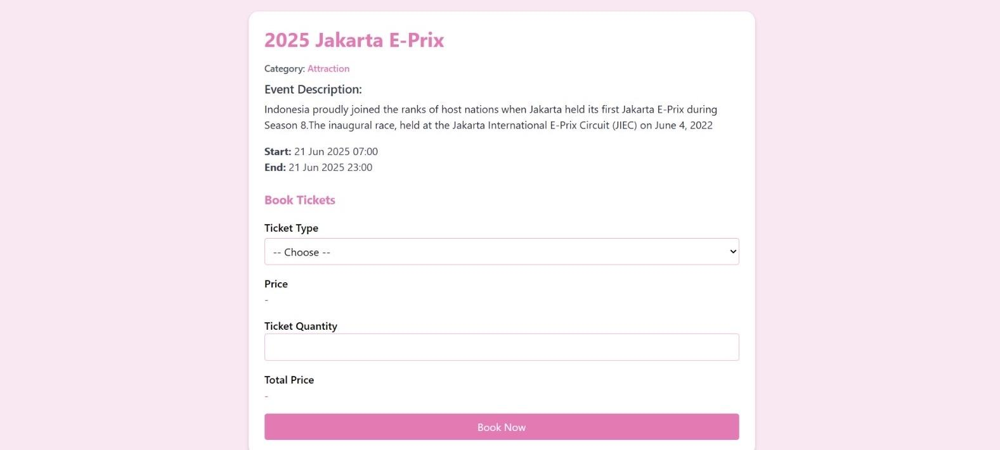 2025 Jakarta E-Prix
Category: Attraction
Event Description:
Indonesia proudly joined the ranks of host nations when Jakarta held its first Jakarta E-Prix during
Season 8.The inaugural race, held at the Jakarta International E-Prix Circuit (JIEC) on June 4, 2022
Start: 21 Jun 2025 07:00
End: 21 Jun 2025 23:00
Book Tickets
Ticket Type
-- Choose --
Price
-
Ticket Quantity
Total Price
-
Book Now